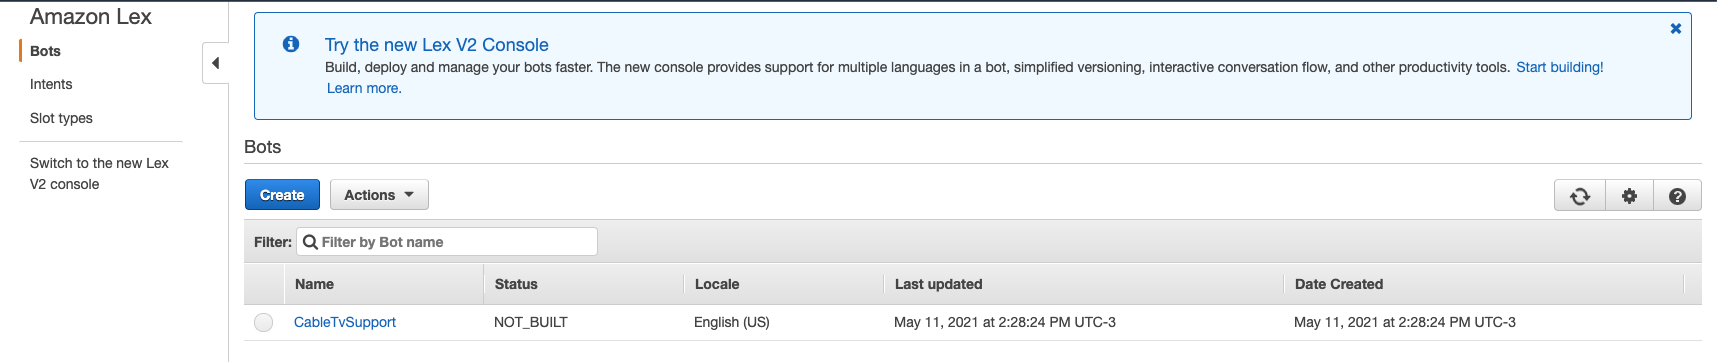 Amazon Lex
Bots
Intents
Slot types
Switch to the new Lex
V2 console
Try the new Lex V2 Console
Build, deploy and manage your bots faster. The new console provides support for multiple languages in a bot, simplified versioning, interactive conversation flow, and other productivity tools. Start building!
Learn more.
Bots
Create Actions
Filter: Filter by Bot name
Name Status Locale Last updated Date Created
CableTvSupport NOT_BUILT English (US) May 11, 2021 at 2:28:24 PM UTC-3 May 11, 2021 at 2:28:24 PM UTC-3